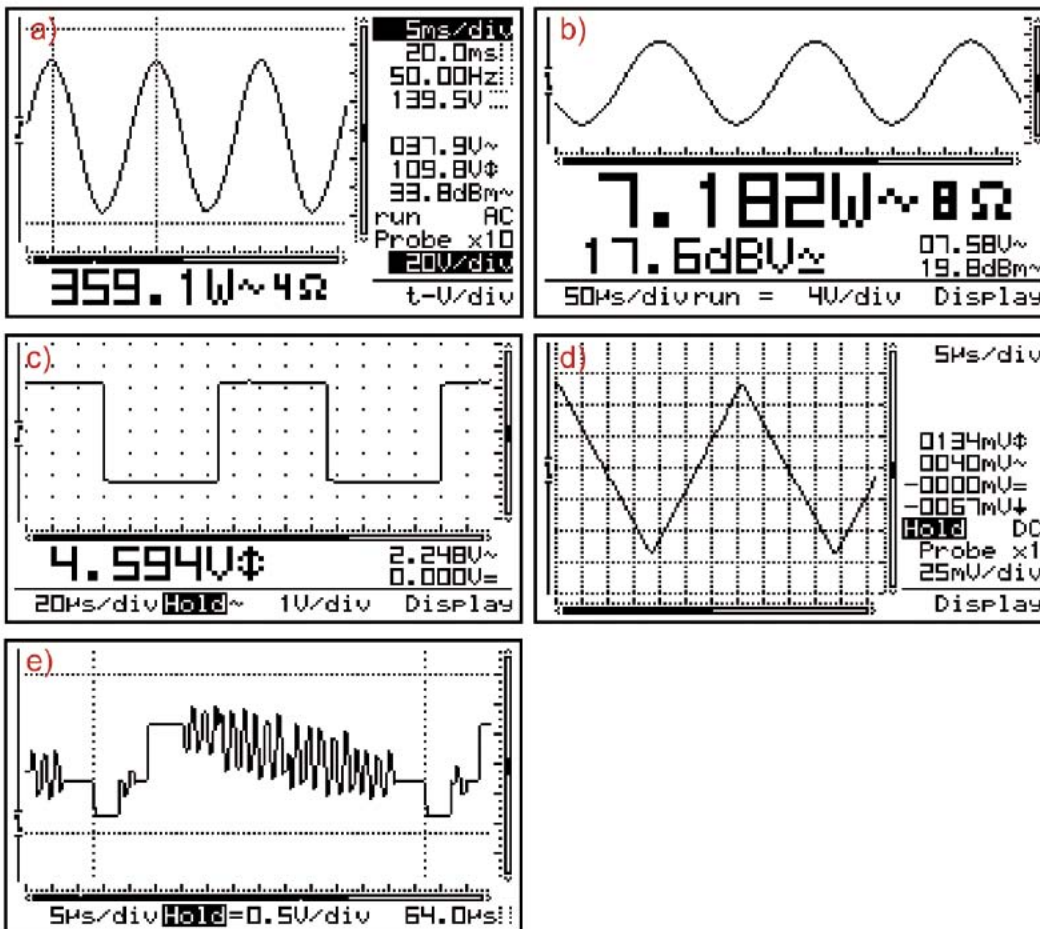 a)
5ms/div
20.0ms
50.00Hz
139.5V
037.9V~
109.8V↕
33.8dBm~
run AC
Probe x10
20V/div
359.1W~4Ω
t-V/div
b)
7.182W~8Ω
17.6dBV≃
07.58V~
19.8dBm~
50µs/div run = 4V/div Display
c)
4.594V↕
2.248V~
0.000V=
20µs/div Hold ~ 1V/div Display
d)
5µs/div
0134mV↕
0040mV~
-0000mV=
-0067mV↓
Hold DC
Probe x1
25mV/div
Display
e)
5µs/div Hold =0.5V/div 64.0µs